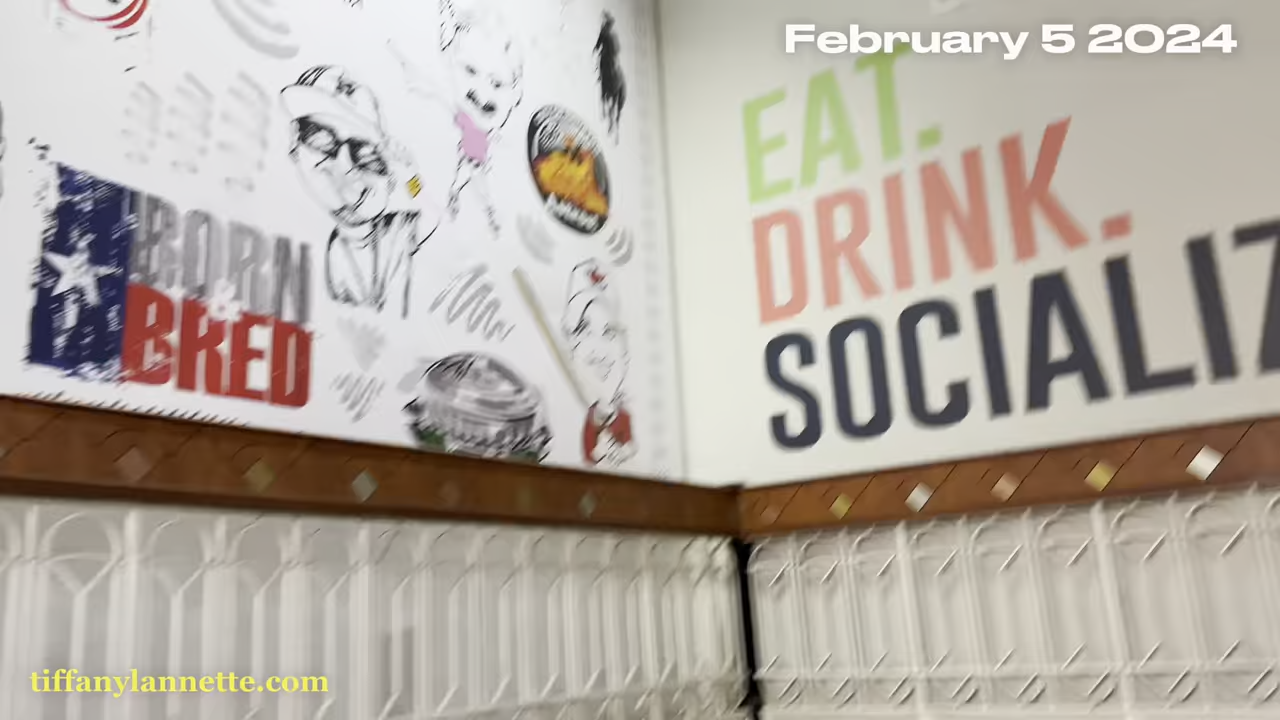 February 5 2024
EAT.
DRINK.
SOCIALIZ
BORN
&
BRED
tiffanylannette.com